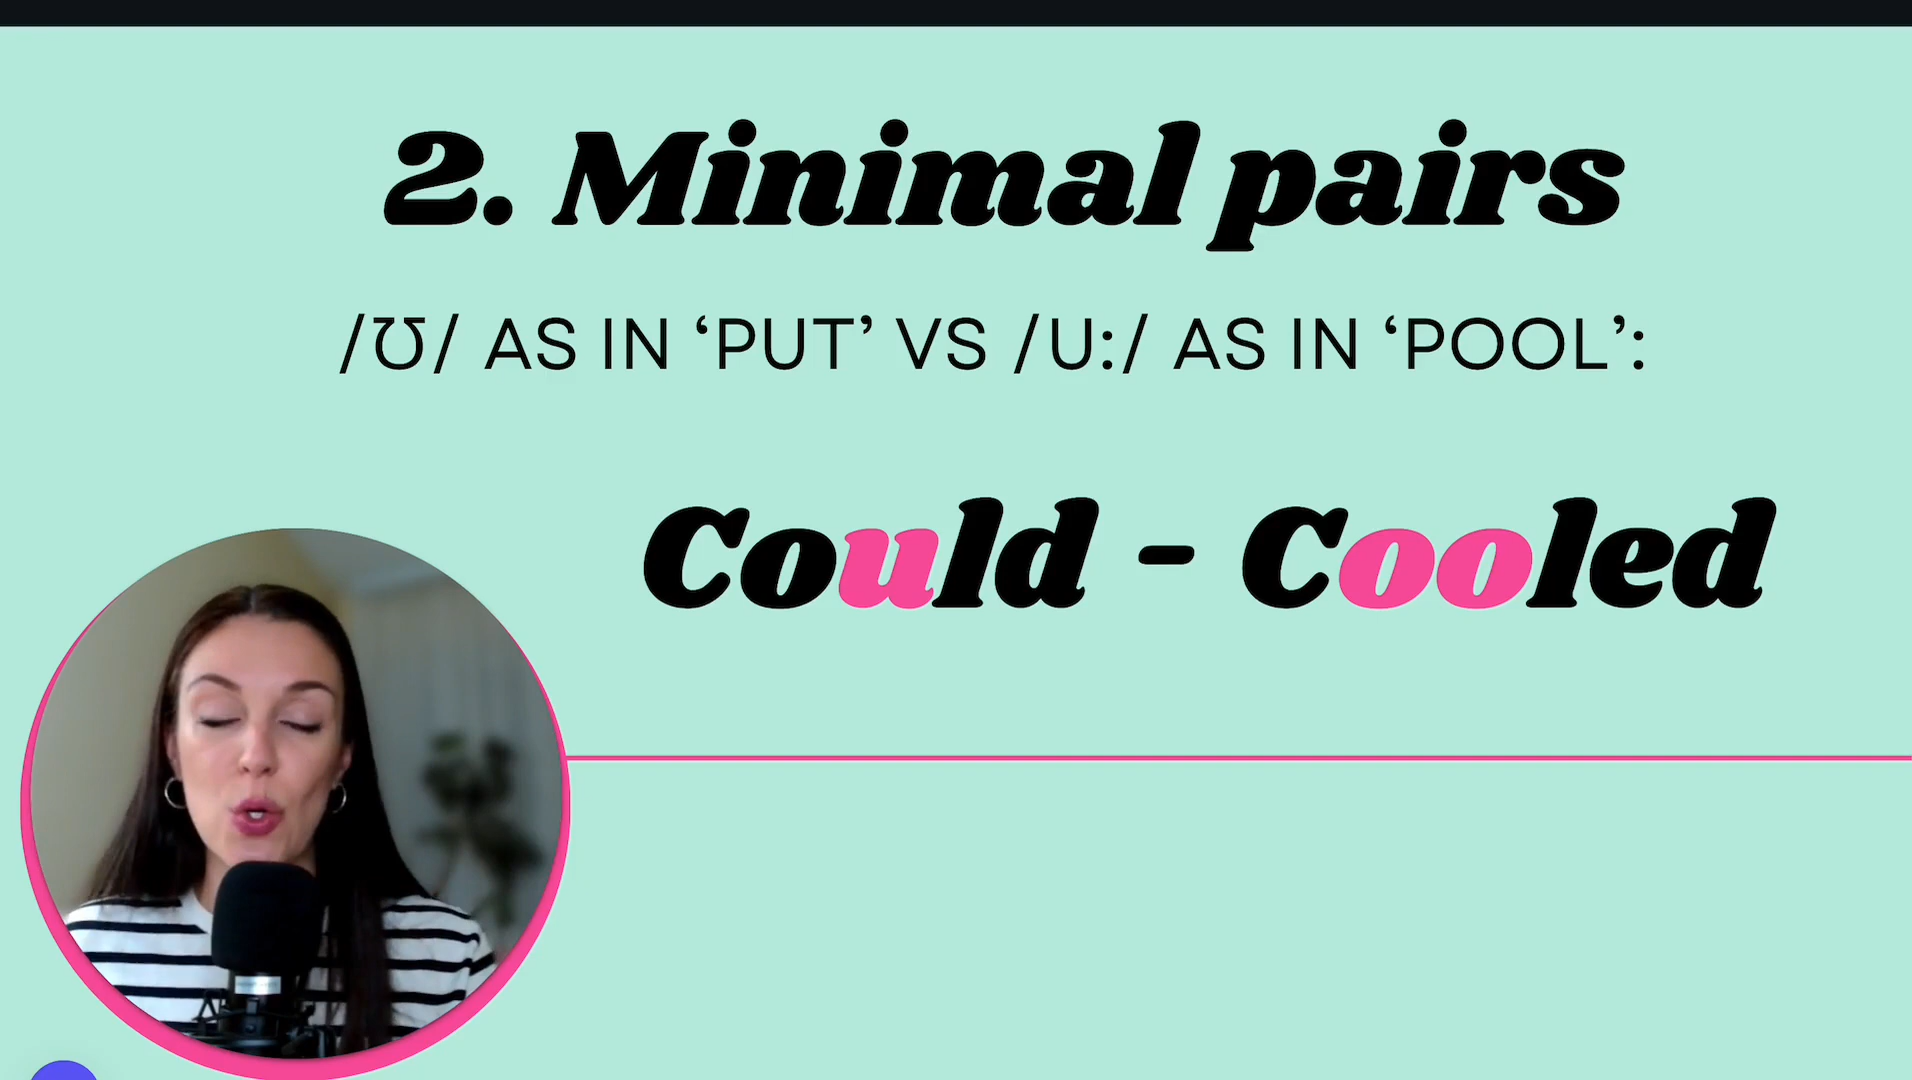 2. Minimal pairs
/Ʊ/ AS IN ‘PUT’ VS /U:/ AS IN ‘POOL’:
Could - Cooled